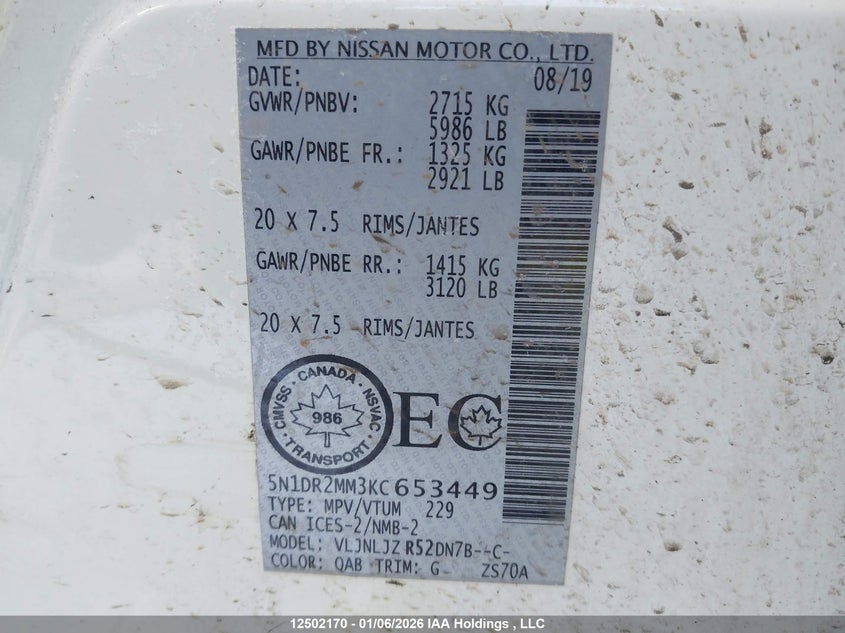 MFD BY NISSAN MOTOR CO., LTD.
DATE: 08/19
GVWR/PNBV: 2715 KG
5986 LB
GAWR/PNBE FR.: 1325 KG
2921 LB
20 X 7.5 RIMS/JANTES
GAWR/PNBE RR.: 1415 KG
3120 LB
20 X 7.5 RIMS/JANTES
CMVSS · CANADA · NSVAC · TRANSPORT ·
986
EC
5N1DR2MM3KC653449
TYPE: MPV/VTUM 229
CAN ICES-2/NMB-2
MODEL: VLJNLJZ R52DN7B--C-
COLOR: QAB TRIM: G ZS70A
12502170 - 01/06/2026 IAA Holdings , LLC